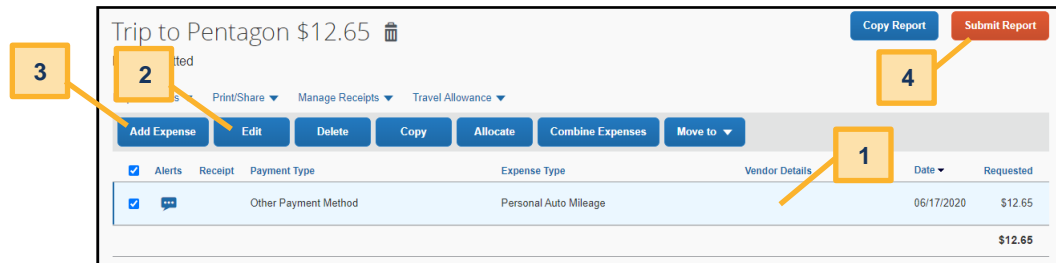 Trip to Pentagon $12.65
Copy Report
Submit Report
3
2
4
Print/Share
Manage Receipts
Travel Allowance
Add Expense
Edit
Delete
Copy
Allocate
Combine Expenses
Move to
1
Alerts
Receipt
Payment Type
Expense Type
Vendor Details
Date
Requested
Other Payment Method
Personal Auto Mileage
06/17/2020
$12.65
$12.65